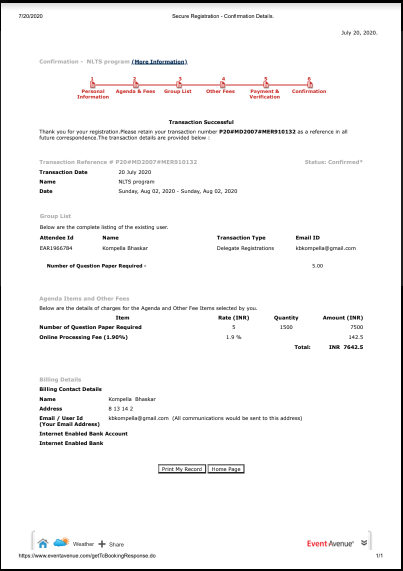 7/20/2020 Secure Registration - Confirmation Details.
July 20, 2020.
Confirmation - NLTS program (More Information)
1 2 3 4 5 6
Personal Information Agenda & Fees Group List Other Fees Payment & Verification Confirmation
Transaction Successful
Thank you for your registration.Please retain your transaction number P20#MD2007#MER910132 as a reference in all
future correspondence.The transaction details are provided below :
Transaction Reference # P20#MD2007#MER910132 Status: Confirmed*
Transaction Date 20 July 2020
Name NLTS program
Date Sunday, Aug 02, 2020 - Sunday, Aug 02, 2020
Group List
Below are the complete listing of the existing user.
Attendee Id Name Transaction Type Email ID
EAR1966784 Kompella Bhaskar Delegate Registrations kbkompella@gmail.com
Number of Question Paper Required - 5.00
Agenda Items and Other Fees
Below are the details of charges for the Agenda and Other Fee Items selected by you.
Item Rate (INR) Quantity Amount (INR)
Number of Question Paper Required 5 1500 7500
Online Processing Fee (1.90%) 1.9 % 142.5
Total: INR 7642.5
Billing Details
Billing Contact Details
Name Kompella Bhaskar
Address 8 13 14 2
Email / User Id kbkompella@gmail.com (All communications would be sent to this address)
(Your Email Address)
Internet Enabled Bank Account
Internet Enabled Bank
Print My Record Home Page
Weather Share Event Avenue
https://www.eventavenue.com/getToBookingResponse.do 1/1